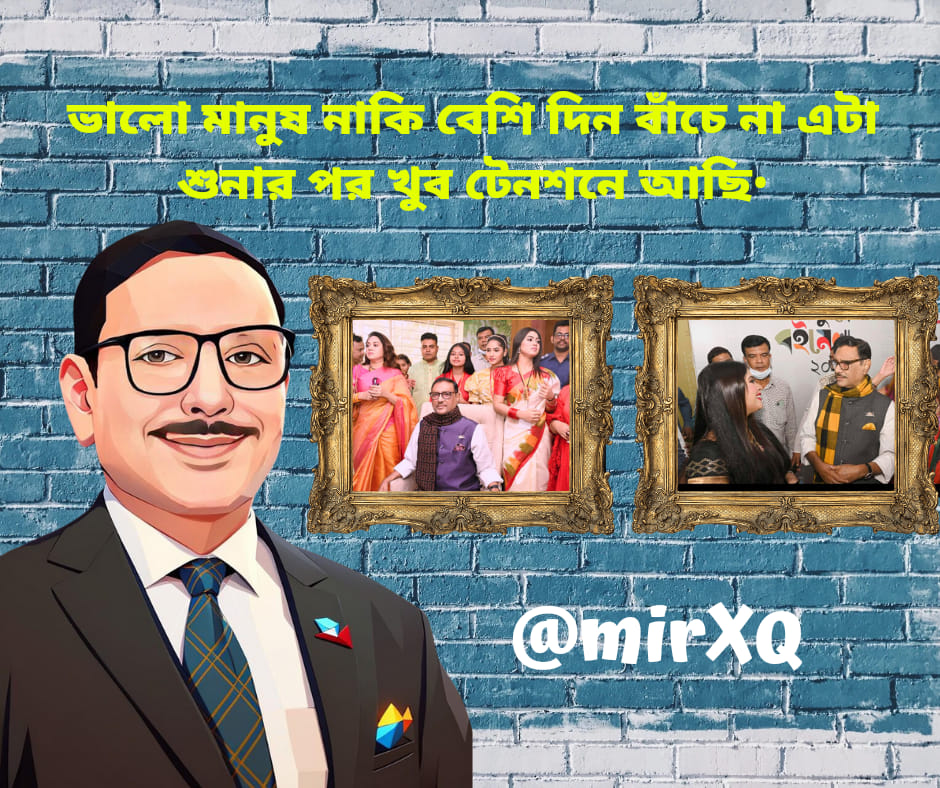 ভালো মানুষ নাকি বেশি দিন বাঁচে না এটা
শুনার পর খুব টেনশনে আছি•
@mirXQ